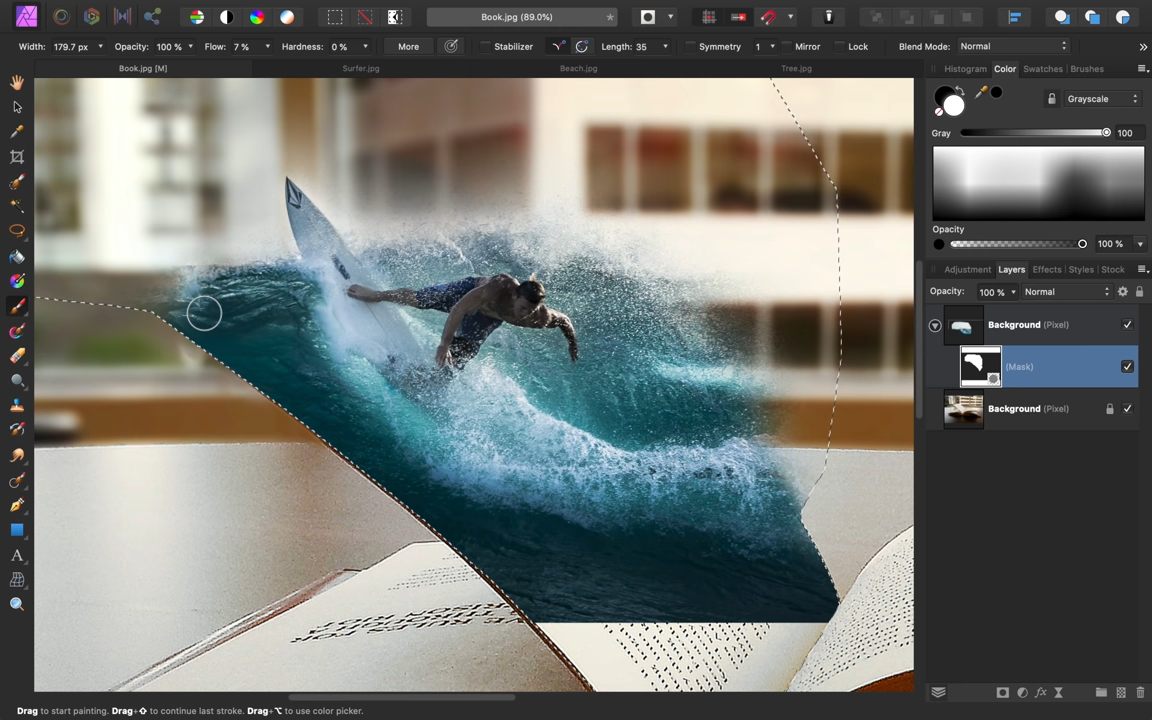 Book.jpg (89.0%)
Width: 179.7 px Opacity: 100 % Flow: 7 % Hardness: 0 % More Stabilizer Length: 35 Symmetry 1 Mirror Lock Blend Mode: Normal
Book.jpg [M] Surfer.jpg Beach.jpg Tree.jpg
Histogram Color Swatches Brushes
Grayscale
Gray 100
Opacity
100 %
Adjustment Layers Effects Styles Stock
Opacity: 100 % Normal
Background (Pixel)
(Mask)
Background (Pixel)
A
Drag to start painting. Drag+⇧ to continue last stroke. Drag+⌥ to use color picker.